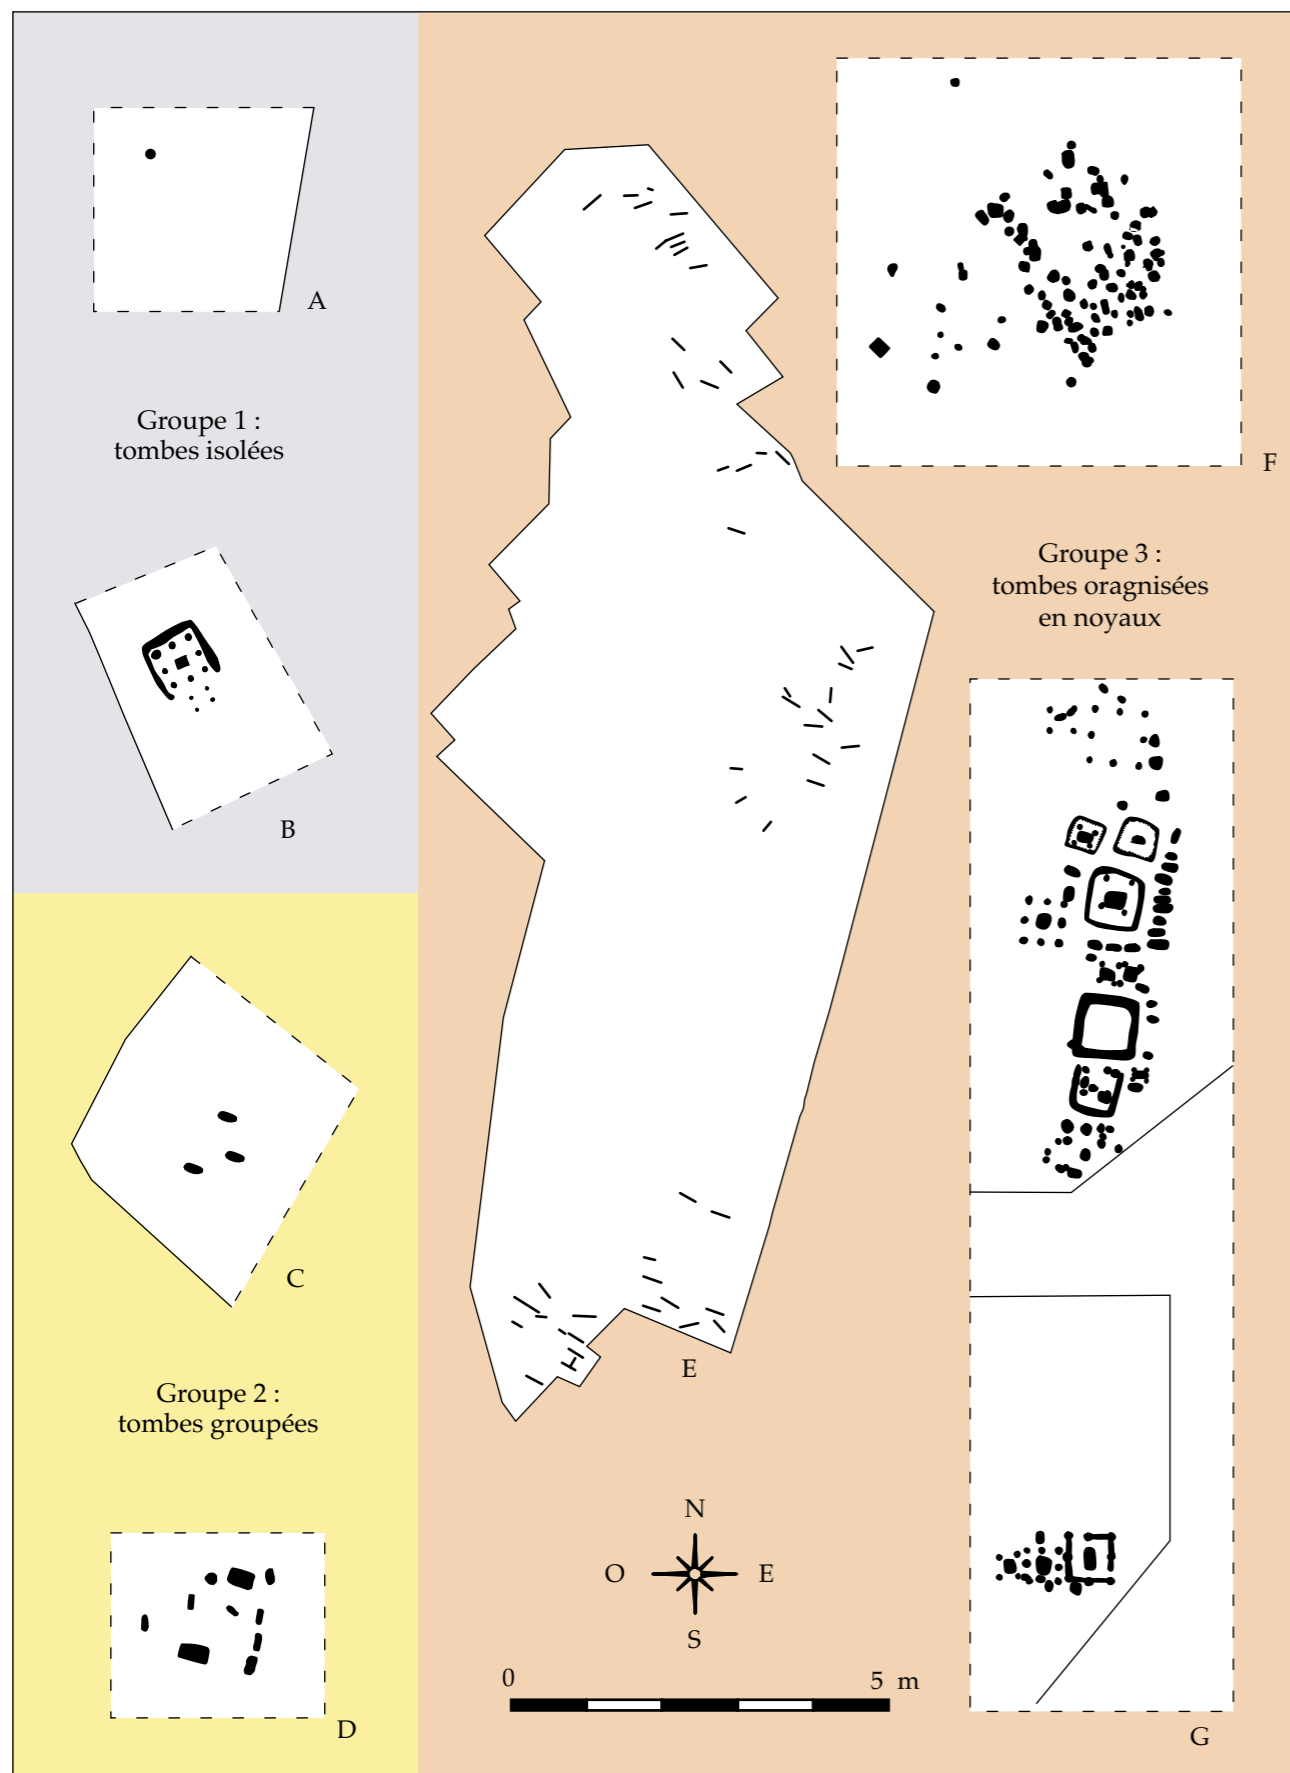 A
Groupe 1 :
tombes isolées
B
C
Groupe 2 :
tombes groupées
D
E
F
Groupe 3 :
tombes oragnisées
en noyaux
G
N
O E
S
0 5 m